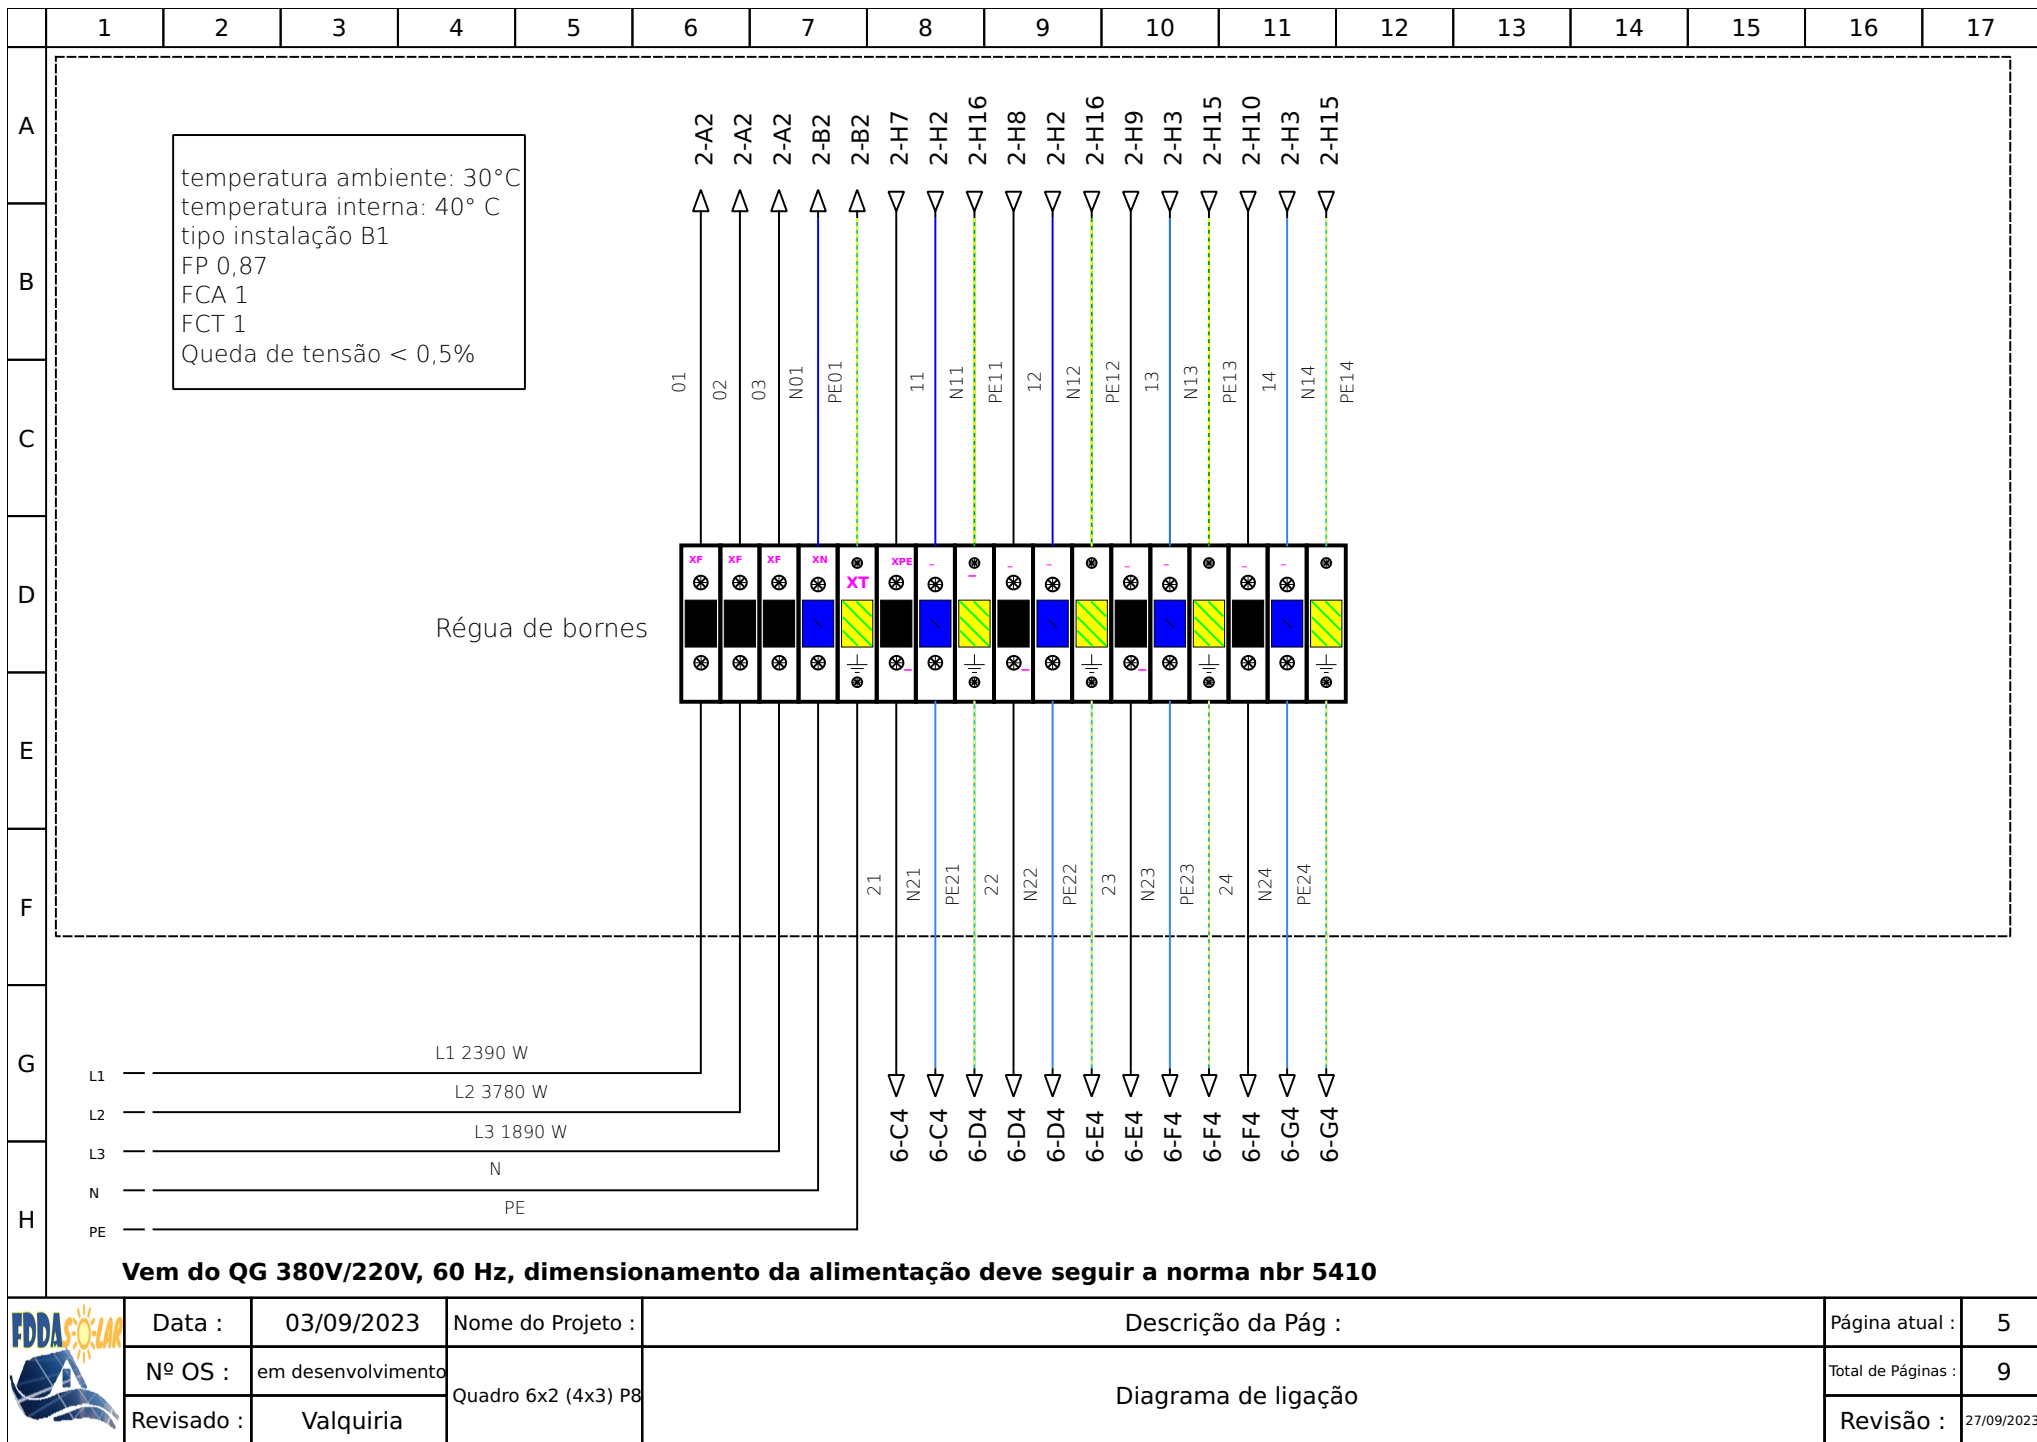 1 2 3 4 5 6 7 8 9 10 11 12 13 14 15 16 17
A
B
C
D
E
F
G
H
temperatura ambiente: 30°C
temperatura interna: 40° C
tipo instalação B1
FP 0,87
FCA 1
FCT 1
Queda de tensão < 0,5%
2-A2 2-A2 2-A2 2-B2 2-B2 2-H7 2-H2 2-H16 2-H8 2-H2 2-H16 2-H9 2-H3 2-H15 2-H10 2-H3 2-H15
01 02 03 N01 PE01 11 N11 PE11 12 N12 PE12 13 N13 PE13 14 N14 PE14
XF XF XF XN XT XPE
Régua de bornes
21 N21 PE21 22 N22 PE22 23 N23 PE23 24 N24 PE24
6-C4 6-C4 6-D4 6-D4 6-D4 6-E4 6-E4 6-F4 6-F4 6-F4 6-G4 6-G4
L1 L1 2390 W
L2 L2 3780 W
L3 L3 1890 W
N N
PE PE
Vem do QG 380V/220V, 60 Hz, dimensionamento da alimentação deve seguir a norma nbr 5410
FDDA SOLAR
Data : 03/09/2023
Nº OS : em desenvolvimento
Revisado : Valquiria
Nome do Projeto :
Quadro 6x2 (4x3) P8
Descrição da Pág :
Diagrama de ligação
Página atual : 5
Total de Páginas : 9
Revisão : 27/09/2023